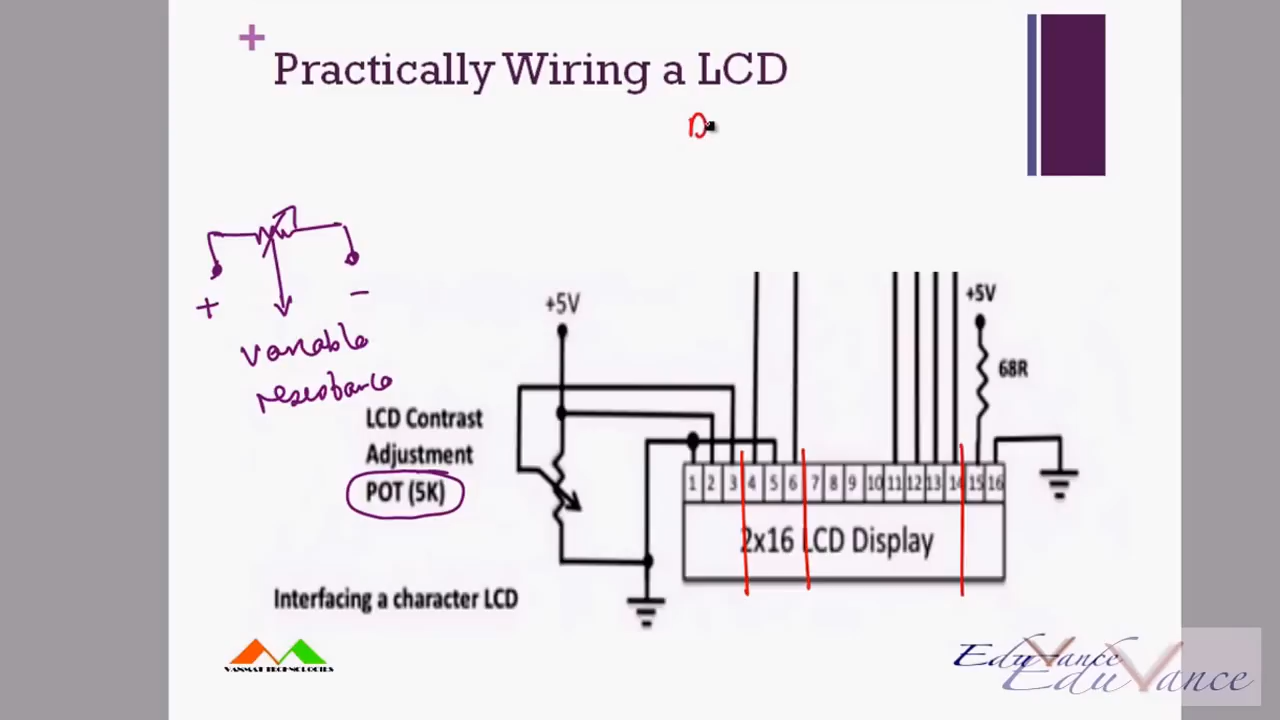 +
Practically Wiring a LCD
+ -
variable
resistance
+5V
+5V
68R
LCD Contrast
Adjustment
POT (5K)
1 2 3 4 5 6 7 8 9 10 11 12 13 14 15 16
2x16 LCD Display
Interfacing a character LCD
EduVance
EduVance